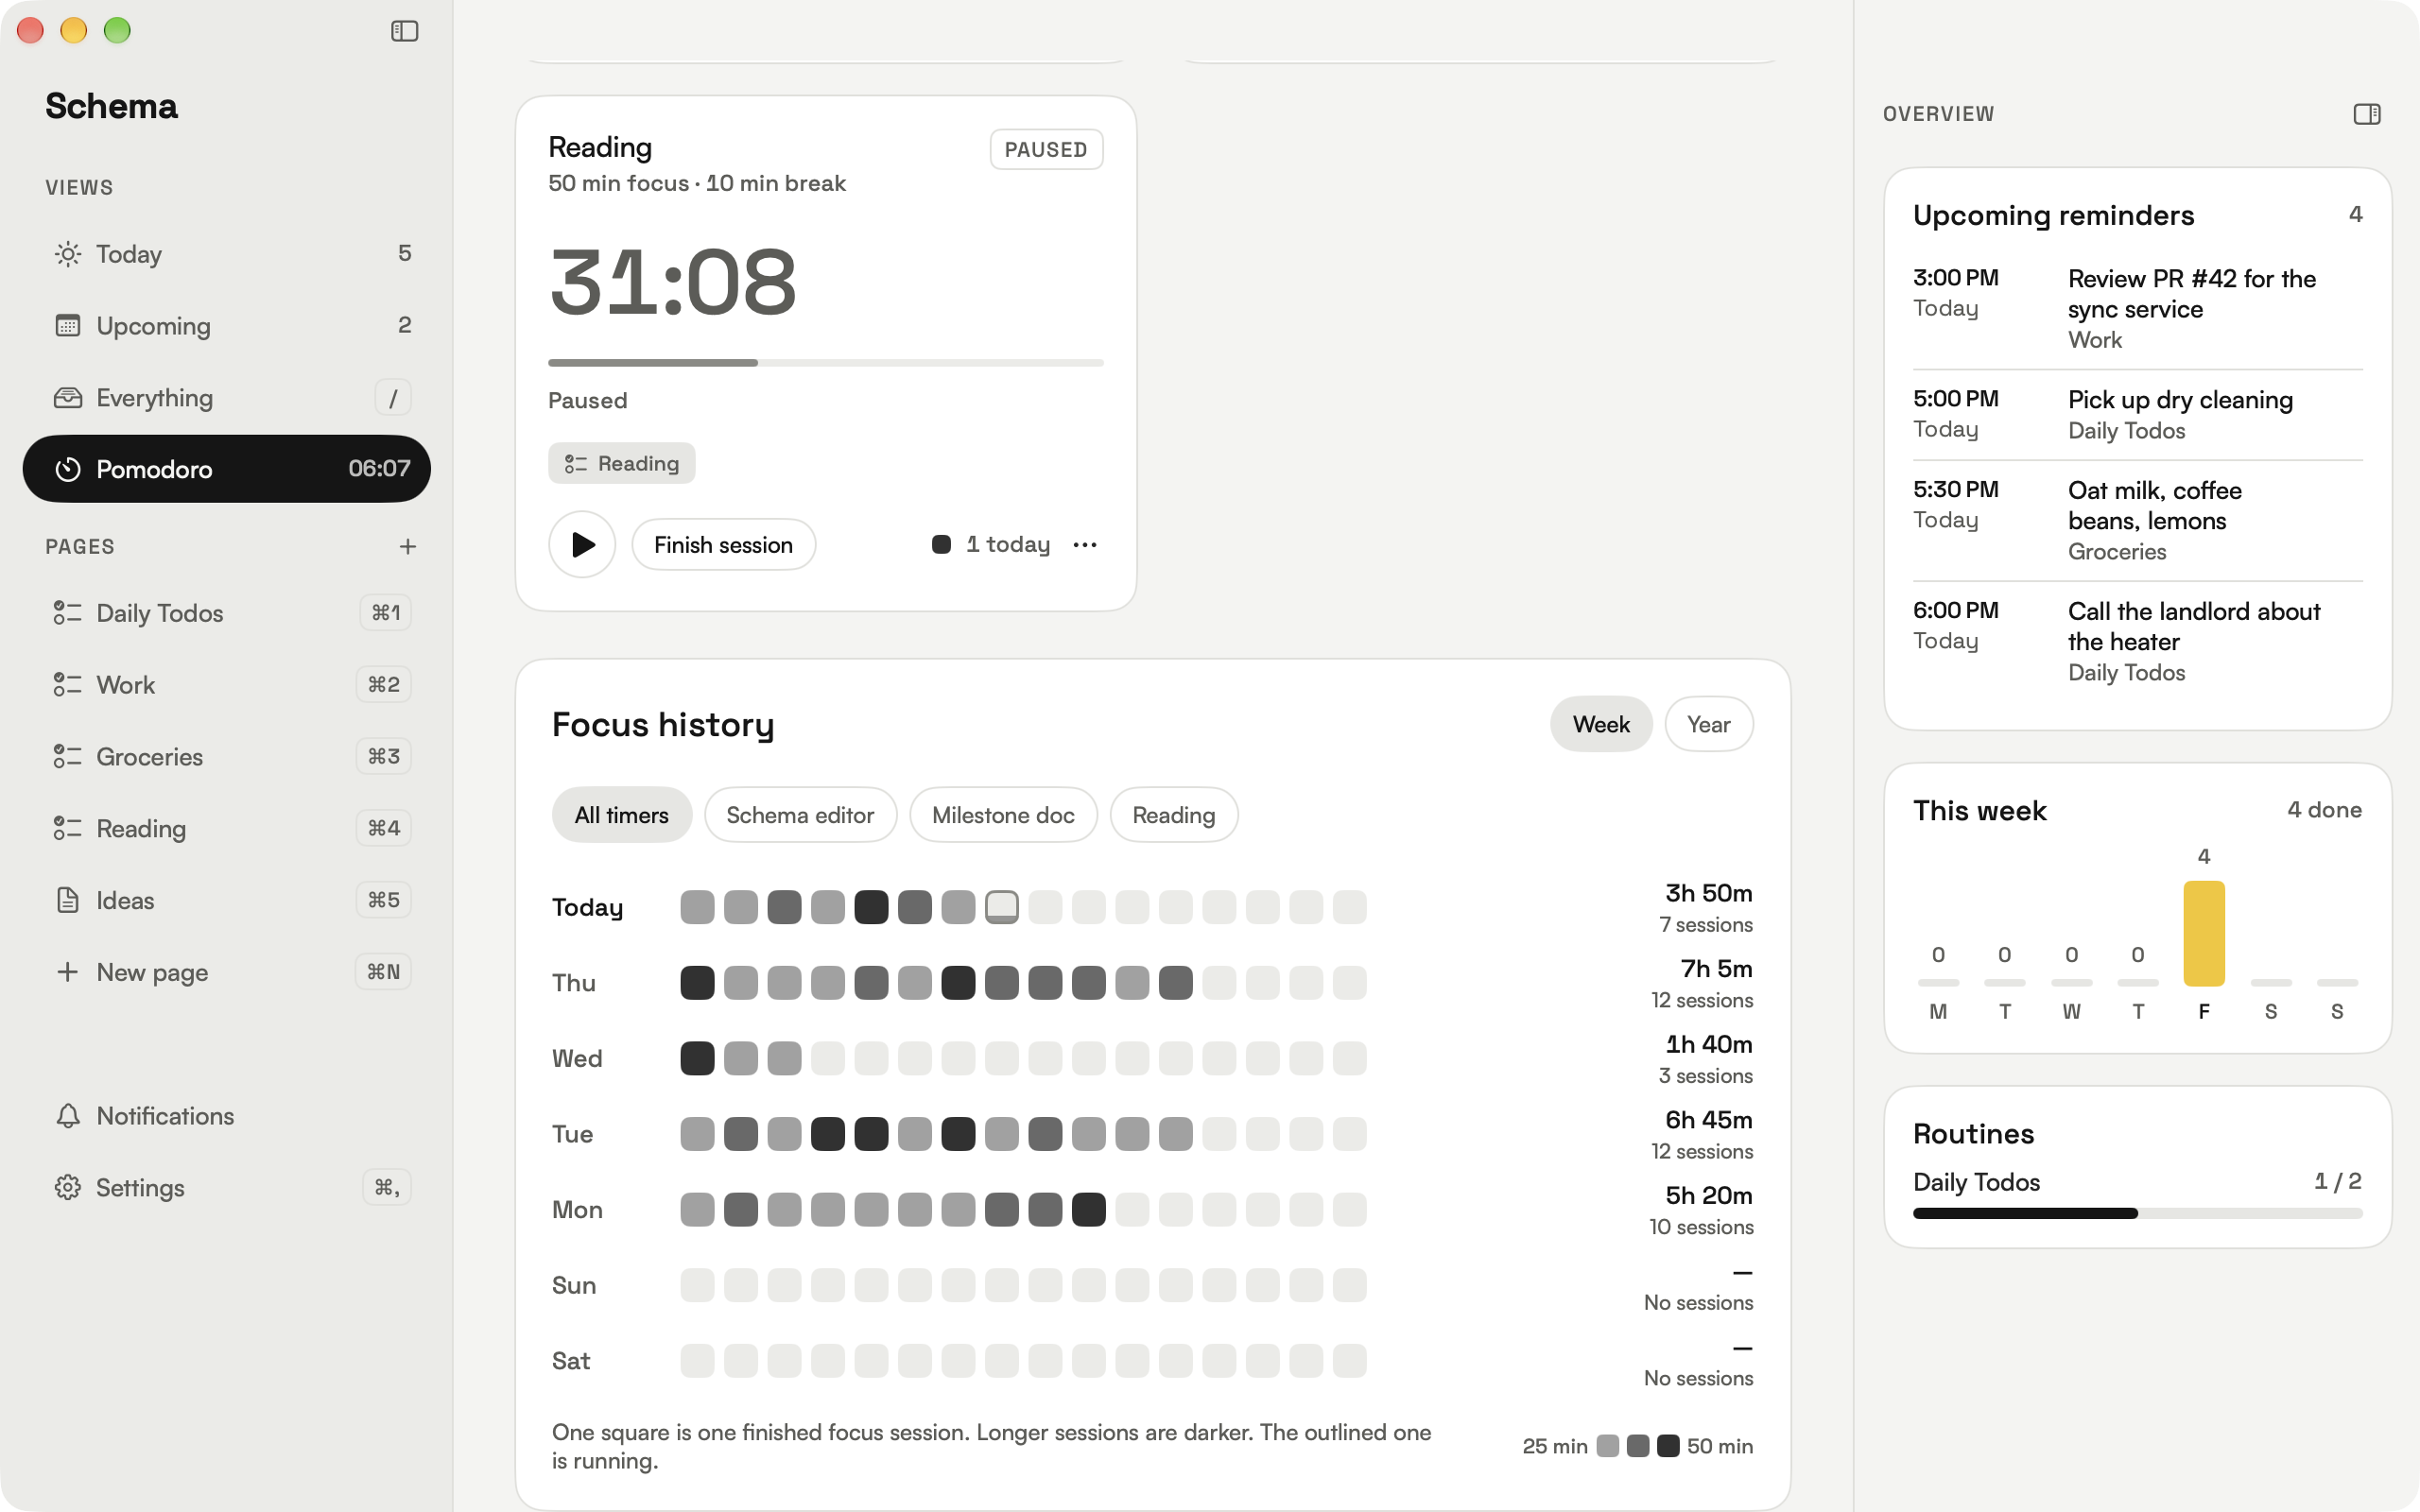 Schema
VIEWS
Today 5
Upcoming 2
Everything /
Pomodoro 06:07
PAGES +
Daily Todos ⌘1
Work ⌘2
Groceries ⌘3
Reading ⌘4
Ideas ⌘5
New page ⌘N
Notifications
Settings ⌘,
Reading PAUSED
50 min focus · 10 min break
31:08
Paused
Reading
Finish session 1 today ···
Focus history Week Year
All timers Schema editor Milestone doc Reading
Today 3h 50m
7 sessions
Thu 7h 5m
12 sessions
Wed 1h 40m
3 sessions
Tue 6h 45m
12 sessions
Mon 5h 20m
10 sessions
Sun —
No sessions
Sat —
No sessions
One square is one finished focus session. Longer sessions are darker. The outlined one
is running.
25 min 50 min
OVERVIEW
Upcoming reminders 4
3:00 PM Review PR #42 for the
Today sync service
Work
5:00 PM Pick up dry cleaning
Today Daily Todos
5:30 PM Oat milk, coffee
Today beans, lemons
Groceries
6:00 PM Call the landlord about
Today the heater
Daily Todos
This week 4 done
4
0 0 0 0
M T W T F S S
Routines
Daily Todos 1 / 2